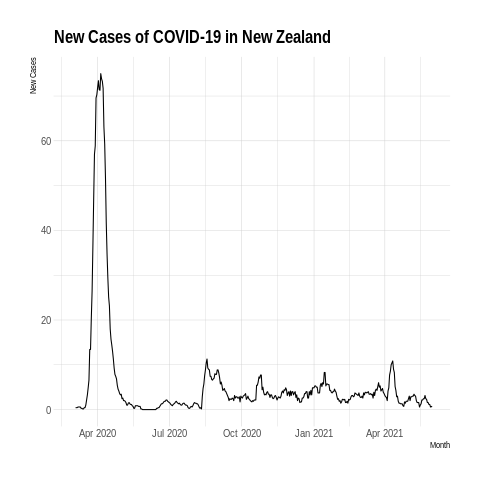 New Cases of COVID-19 in New Zealand
New Cases
60
40
20
0
Apr 2020 Jul 2020 Oct 2020 Jan 2021 Apr 2021
Month